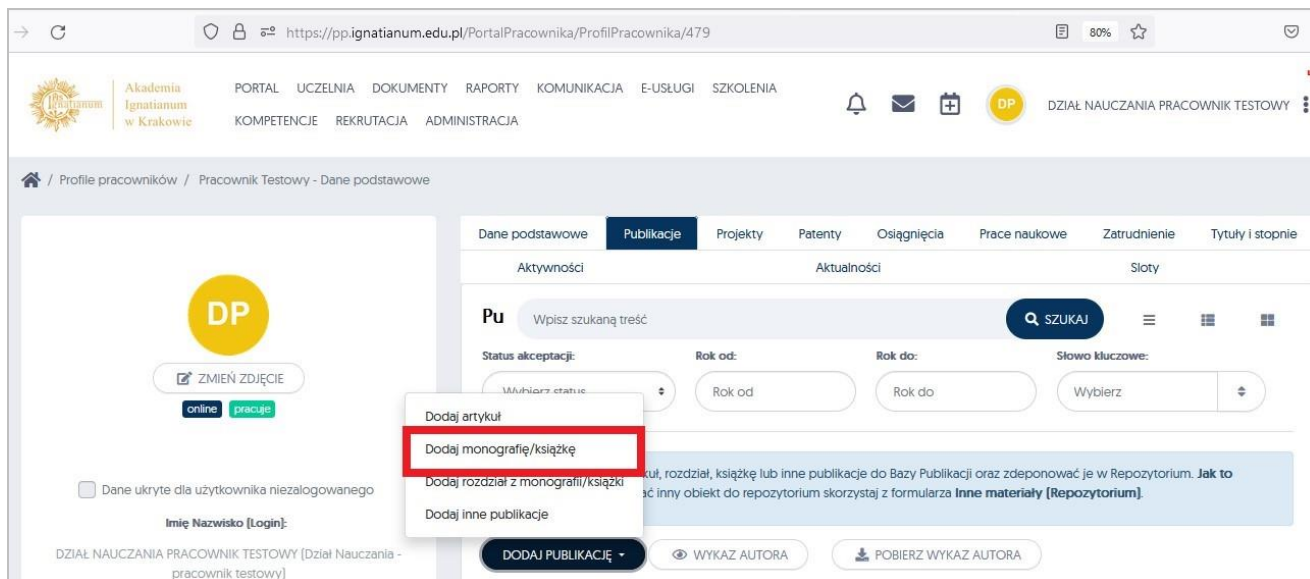 https://pp.ignatianum.edu.pl/PortalPracownika/ProfilPracownika/479
80%
Akademia
Ignatianum
w Krakowie
PORTAL UCZELNIA DOKUMENTY RAPORTY KOMUNIKACJA E-USŁUGI SZKOLENIA
KOMPETENCJE REKRUTACJA ADMINISTRACJA
DP
DZIAŁ NAUCZANIA PRACOWNIK TESTOWY
/ Profile pracowników / Pracownik Testowy - Dane podstawowe
Dane podstawowe Publikacje Projekty Patenty Osiągnięcia Prace naukowe Zatrudnienie Tytuły i stopnie
Aktywności Aktualności Sloty
DP
ZMIEŃ ZDJĘCIE
online pracuje
Dane ukryte dla użytkownika niezalogowanego
Imię Nazwisko [Login]:
DZIAŁ NAUCZANIA PRACOWNIK TESTOWY [Dział Nauczania -
pracownik testowy]
Pu Wpisz szukaną treść SZUKAJ
Status akceptacji: Rok od: Rok do: Słowo kluczowe:
Wybierz status Rok od Rok do Wybierz
Dodaj artykuł
Dodaj monografię/książkę
Dodaj rozdział z monografii/książki
Dodaj inne publikacje
rozdział, książkę lub inne publikacje do Bazy Publikacji oraz zdeponować je w Repozytorium. Jak to
inny obiekt do repozytorium skorzystaj z formularza Inne materiały [Repozytorium].
DODAJ PUBLIKACJĘ WYKAZ AUTORA POBIERZ WYKAZ AUTORA